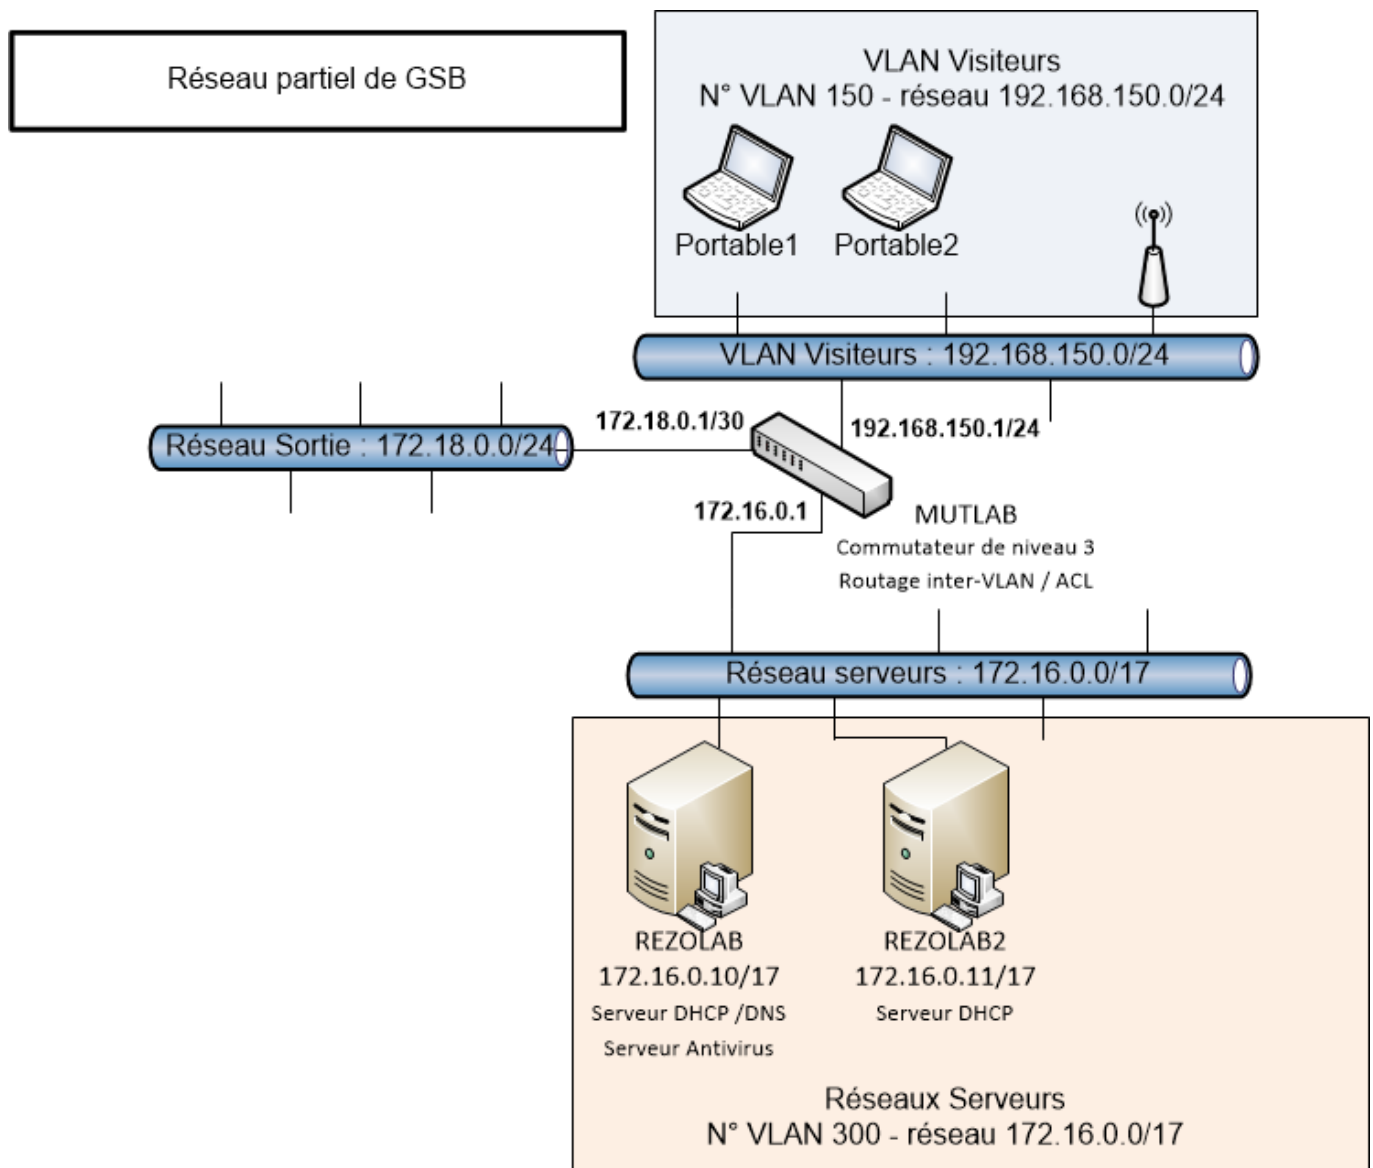 Réseau partiel de GSB
VLAN Visiteurs
N° VLAN 150 - réseau 192.168.150.0/24
Portable1
Portable2
VLAN Visiteurs : 192.168.150.0/24
172.18.0.1/30
192.168.150.1/24
Réseau Sortie : 172.18.0.0/24
172.16.0.1
MUTLAB
Commutateur de niveau 3
Routage inter-VLAN / ACL
Réseau serveurs : 172.16.0.0/17
REZOLAB
172.16.0.10/17
Serveur DHCP /DNS
Serveur Antivirus
REZOLAB2
172.16.0.11/17
Serveur DHCP
Réseaux Serveurs
N° VLAN 300 - réseau 172.16.0.0/17